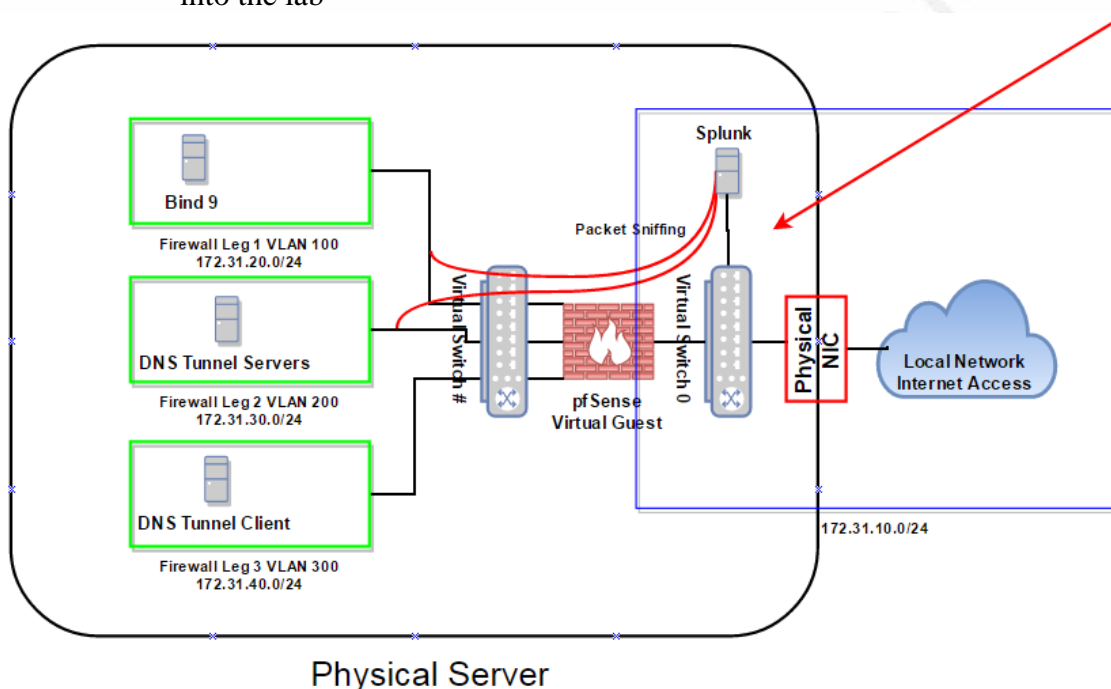 into the lab
Splunk
Bind 9
Packet Sniffing
Firewall Leg 1 VLAN 100
172.31.20.0/24
Virtual Switch #
Virtual Switch 0
Physical
NIC
DNS Tunnel Servers
Local Network
Internet Access
Firewall Leg 2 VLAN 200
172.31.30.0/24
pfSense
Virtual Guest
DNS Tunnel Client
172.31.10.0/24
Firewall Leg 3 VLAN 300
172.31.40.0/24
Physical Server